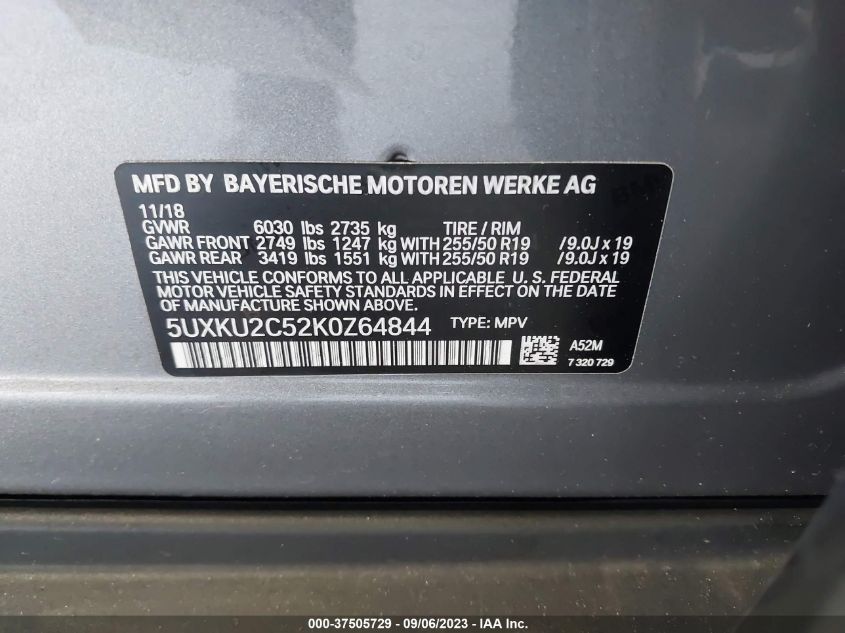 MFD BY BAYERISCHE MOTOREN WERKE AG
11/18
GVWR 6030 lbs 2735 kg TIRE / RIM
GAWR FRONT 2749 lbs 1247 kg WITH 255/50 R19 /9.0J x 19
GAWR REAR 3419 lbs 1551 kg WITH 255/50 R19 /9.0J x 19
THIS VEHICLE CONFORMS TO ALL APPLICABLE U. S. FEDERAL
MOTOR VEHICLE SAFETY STANDARDS IN EFFECT ON THE DATE
OF MANUFACTURE SHOWN ABOVE.
5UXKU2C52K0Z64844 TYPE: MPV
A52M
7 320 729
000-37505729 - 09/06/2023 - IAA Inc.